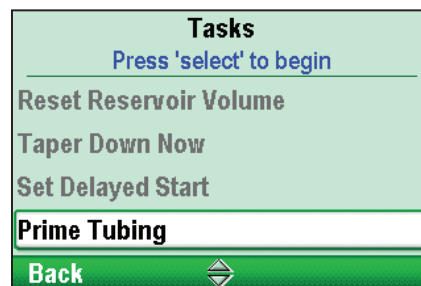 Tasks
Press 'select' to begin
Reset Reservoir Volume
Taper Down Now
Set Delayed Start
Prime Tubing
Back